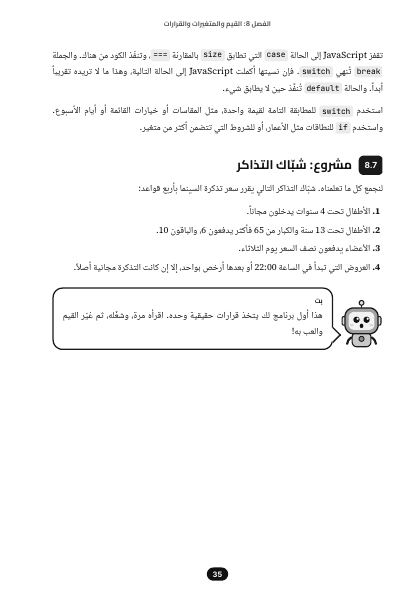 الفصل 8: القيم والمتغيرات والقرارات
تقفز JavaScript إلى الحالة case التي تطابق size بالمقارنة ===، وتنفّذ الكود من هناك. والجملة
break تُنهي switch. فإن نسيتها أكملت JavaScript إلى الحالة التالية، وهذا ما لا تريده تقريباً
أبداً. والحالة default تُنفَّذ حين لا يطابق شيء.
استخدم switch للمطابقة التامة لقيمة واحدة، مثل المقاسات أو خيارات القائمة أو أيام الأسبوع.
واستخدم if للنطاقات مثل الأعمار، أو للشروط التي تتضمن أكثر من متغير.
8.7 مشروع: شبّاك التذاكر
لنجمع كل ما تعلمناه. شبّاك التذاكر التالي يقرر سعر تذكرة السينما بأربع قواعد:
1. الأطفال تحت 4 سنوات يدخلون مجاناً.
2. الأطفال تحت 13 سنة والكبار من 65 فأكثر يدفعون 6، والباقون 10.
3. الأعضاء يدفعون نصف السعر يوم الثلاثاء.
4. العروض التي تبدأ في الساعة 22:00 أو بعدها أرخص بواحد، إلا إن كانت التذكرة مجانية أصلاً.
بِت
هذا أول برنامج لك يتخذ قرارات حقيقية وحده. اقرأه مرة، وشغّله، ثم غيّر القيم
والعب به!
35